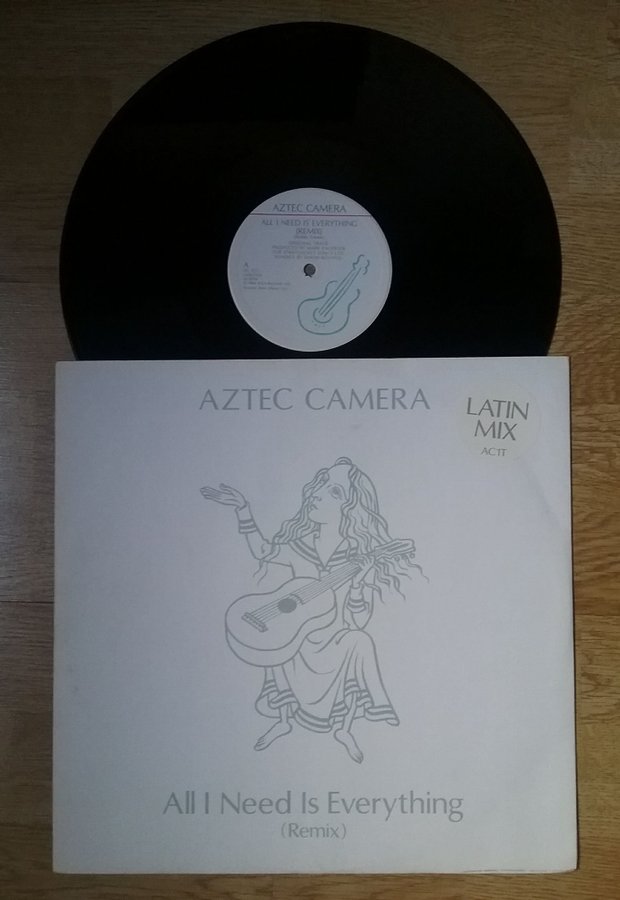 AZTEC CAMERA
ALL I NEED IS EVERYTHING
(REMIX)
A
AZTEC CAMERA
LATIN
MIX
AC1T
All I Need Is Everything
(Remix)